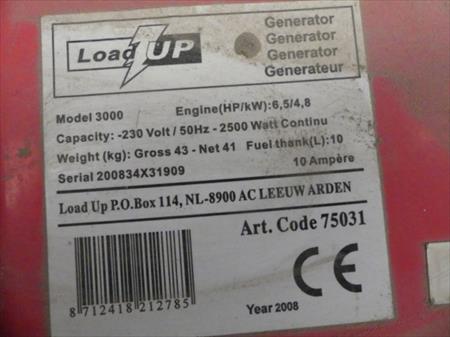 Load UP
Generator
Generator
Generator
Generateur
Model 3000 Engine(HP/kW): 6,5/4,8
Capacity: -230 Volt / 50Hz - 2500 Watt Continu
Weight (kg): Gross 43 - Net 41 Fuel thank(L): 10
Serial 200834X31909 10 Ampère
Load Up P.O.Box 114, NL-8900 AC LEEUW ARDEN
Art. Code 75031
CE
8 712418 212785
Year 2008